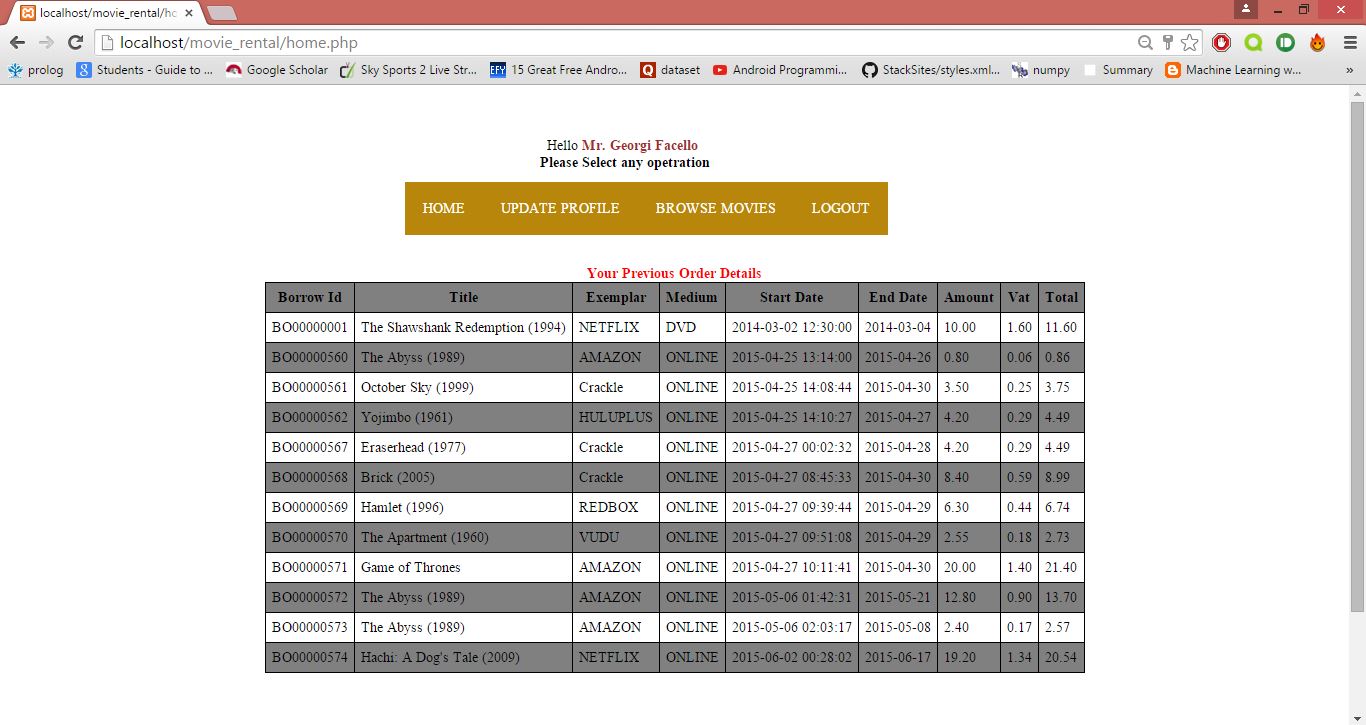 localhost/movie_rental/hc
localhost/movie_rental/home.php
prolog Students - Guide to ... Google Scholar Sky Sports 2 Live Str... EFY 15 Great Free Andro... Q dataset Android Programmi... StackSites/styles.xml... numpy Summary Machine Learning w... »
Hello Mr. Georgi Facello
Please Select any opetration
HOME UPDATE PROFILE BROWSE MOVIES LOGOUT
Your Previous Order Details
Borrow Id Title Exemplar Medium Start Date End Date Amount Vat Total
BO00000001 The Shawshank Redemption (1994) NETFLIX DVD 2014-03-02 12:30:00 2014-03-04 10.00 1.60 11.60
BO00000560 The Abyss (1989) AMAZON ONLINE 2015-04-25 13:14:00 2015-04-26 0.80 0.06 0.86
BO00000561 October Sky (1999) Crackle ONLINE 2015-04-25 14:08:44 2015-04-30 3.50 0.25 3.75
BO00000562 Yojimbo (1961) HULUPLUS ONLINE 2015-04-25 14:10:27 2015-04-27 4.20 0.29 4.49
BO00000567 Eraserhead (1977) Crackle ONLINE 2015-04-27 00:02:32 2015-04-28 4.20 0.29 4.49
BO00000568 Brick (2005) Crackle ONLINE 2015-04-27 08:45:33 2015-04-30 8.40 0.59 8.99
BO00000569 Hamlet (1996) REDBOX ONLINE 2015-04-27 09:39:44 2015-04-29 6.30 0.44 6.74
BO00000570 The Apartment (1960) VUDU ONLINE 2015-04-27 09:51:08 2015-04-29 2.55 0.18 2.73
BO00000571 Game of Thrones AMAZON ONLINE 2015-04-27 10:11:41 2015-04-30 20.00 1.40 21.40
BO00000572 The Abyss (1989) AMAZON ONLINE 2015-05-06 01:42:31 2015-05-21 12.80 0.90 13.70
BO00000573 The Abyss (1989) AMAZON ONLINE 2015-05-06 02:03:17 2015-05-08 2.40 0.17 2.57
BO00000574 Hachi: A Dog's Tale (2009) NETFLIX ONLINE 2015-06-02 00:28:02 2015-06-17 19.20 1.34 20.54